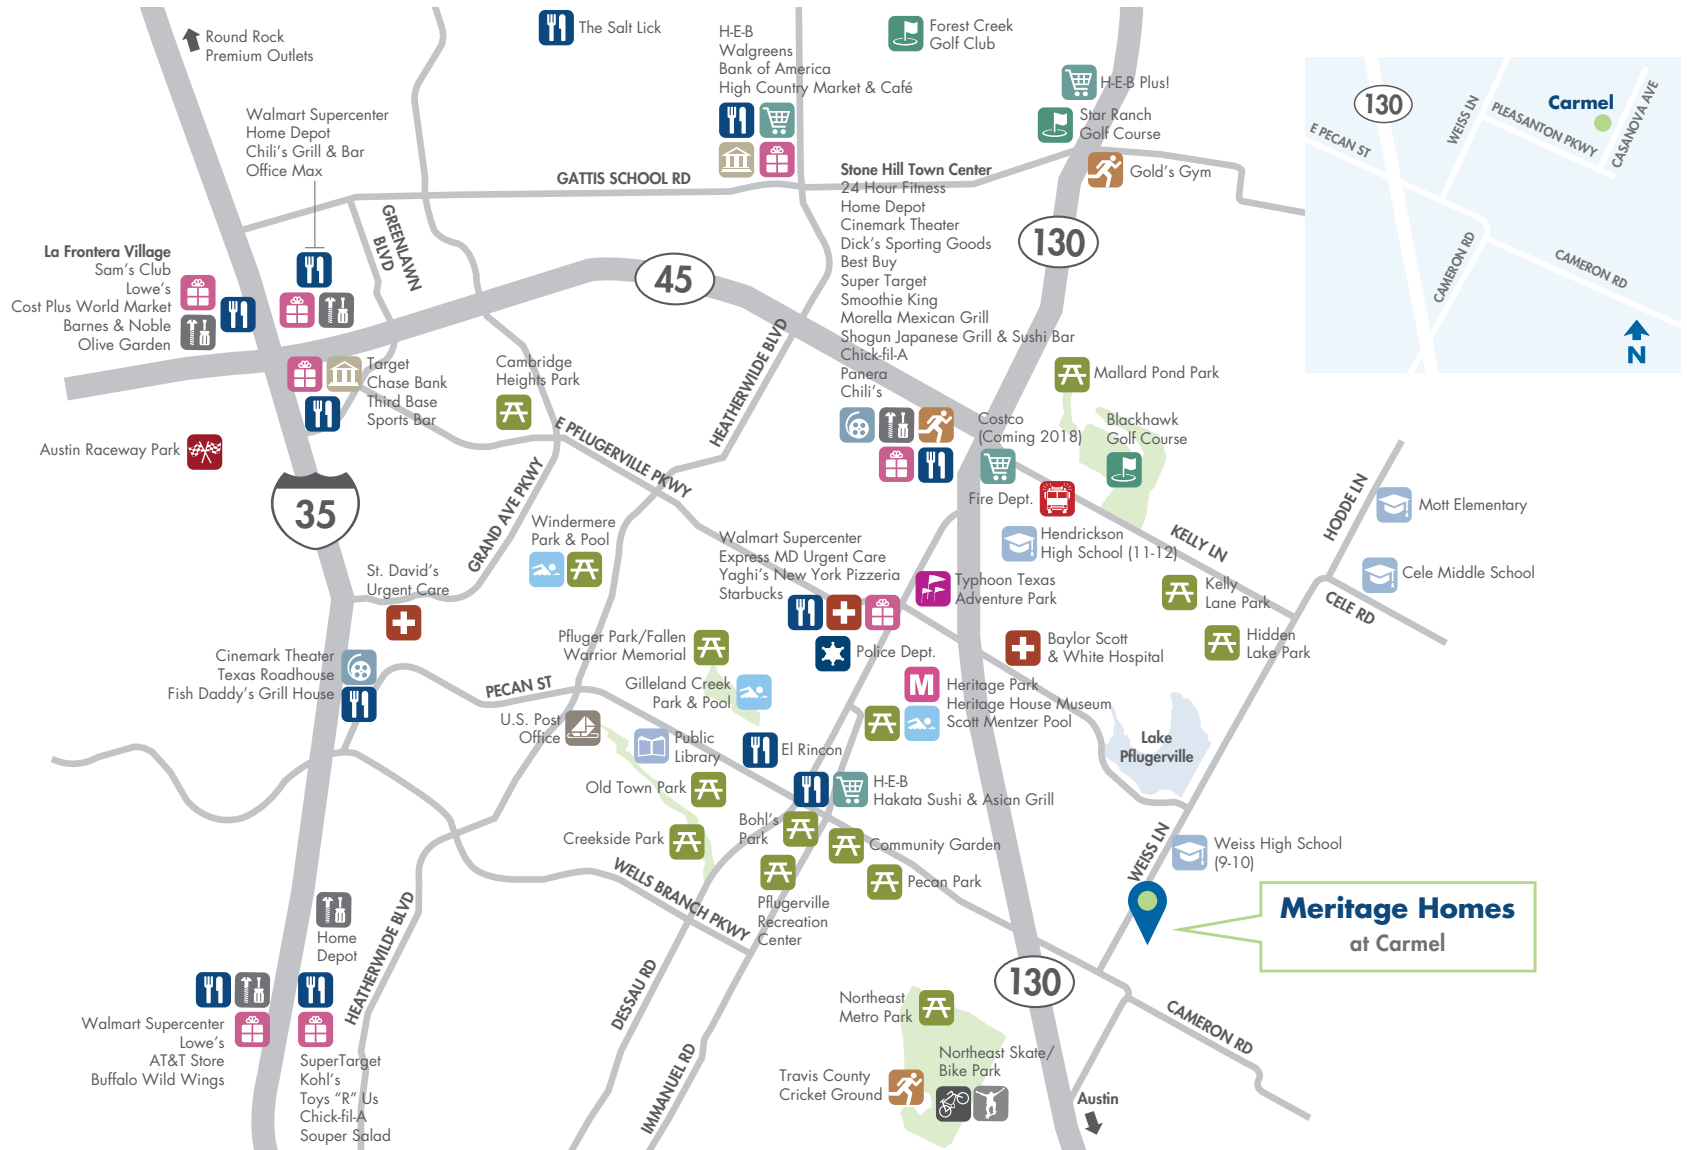 Round Rock
Premium Outlets
The Salt Lick
H-E-B
Walgreens
Bank of America
High Country Market & Café
Forest Creek
Golf Club
H-E-B Plus!
Star Ranch
Golf Course
Gold's Gym
130
Carmel
WEISS LN
PLEASANTON PKWY
CASANOVA AVE
E PECAN ST
CAMERON RD
CAMERON RD
N
Walmart Supercenter
Home Depot
Chili's Grill & Bar
Office Max
GATTIS SCHOOL RD
GREENLAWN
BLVD
Stone Hill Town Center
24 Hour Fitness
Home Depot
Cinemark Theater
Dick's Sporting Goods
Best Buy
Super Target
Smoothie King
Morella Mexican Grill
Shogun Japanese Grill & Sushi Bar
Chick-fil-A
Panera
Chili's
130
45
La Frontera Village
Sam's Club
Lowe's
Cost Plus World Market
Barnes & Noble
Olive Garden
Target
Chase Bank
Third Base
Sports Bar
Cambridge
Heights Park
HEATHERWILDE BLVD
Mallard Pond Park
Costco
(Coming 2018)
Blackhawk
Golf Course
Austin Raceway Park
E PFLUGERVILLE PKWY
GRAND AVE PKWY
35
Fire Dept.
Hendrickson
High School (11-12)
KELLY LN
HODDE LN
Mott Elementary
Cele Middle School
CELE RD
Windermere
Park & Pool
St. David's
Urgent Care
Walmart Supercenter
Express MD Urgent Care
Yaghi's New York Pizzeria
Starbucks
Typhoon Texas
Adventure Park
Kelly
Lane Park
Hidden
Lake Park
Baylor Scott
& White Hospital
Police Dept.
Pfluger Park/Fallen
Warrior Memorial
Gilleland Creek
Park & Pool
M
Heritage Park
Heritage House Museum
Scott Mentzer Pool
Cinemark Theater
Texas Roadhouse
Fish Daddy's Grill House
PECAN ST
U.S. Post
Office
Public
Library
El Rincon
Lake
Pflugerville
Old Town Park
H-E-B
Hakata Sushi & Asian Grill
Creekside Park
Bohl's
Park
Community Garden
Pecan Park
WEISS LN
Weiss High School
(9-10)
Meritage Homes
at Carmel
WELLS BRANCH PKWY
Pflugerville
Recreation
Center
Home
Depot
HEATHERWILDE BLVD
DESSAU RD
IMMANUEL RD
130
CAMERON RD
Northeast
Metro Park
Northeast Skate/
Bike Park
Travis County
Cricket Ground
Austin
Walmart Supercenter
Lowe's
AT&T Store
Buffalo Wild Wings
SuperTarget
Kohl's
Toys "R" Us
Chick-fil-A
Souper Salad